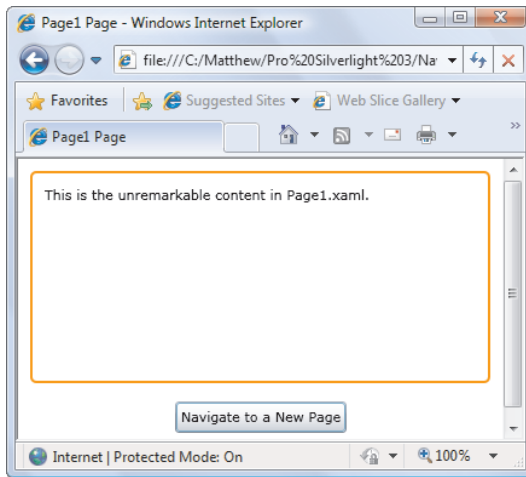 Page1 Page - Windows Internet Explorer
file:///C:/Matthew/Pro%20Silverlight%203/Na
Favorites Suggested Sites Web Slice Gallery
Page1 Page
This is the unremarkable content in Page1.xaml.
Navigate to a New Page
Internet | Protected Mode: On 100%